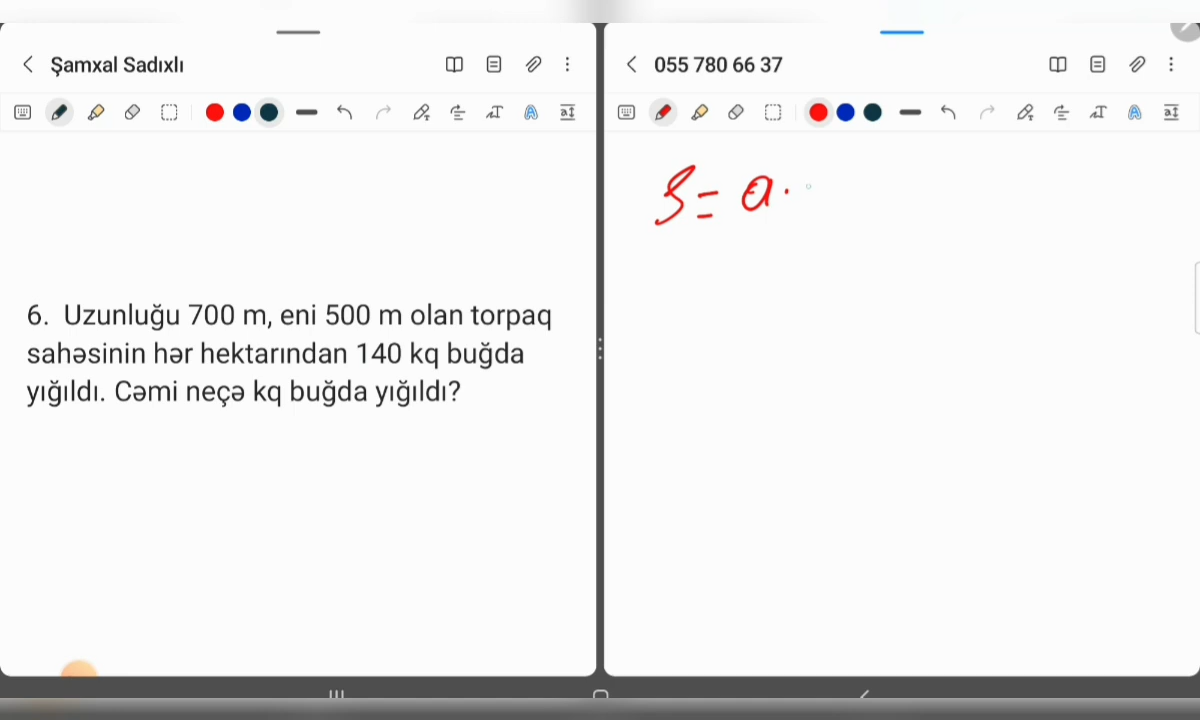 Şamxal Sadıxlı
055 780 66 37
S = a ·
6. Uzunluğu 700 m, eni 500 m olan torpaq
sahəsinin hər hektarından 140 kq buğda
yığıldı. Cəmi neçə kq buğda yığıldı?